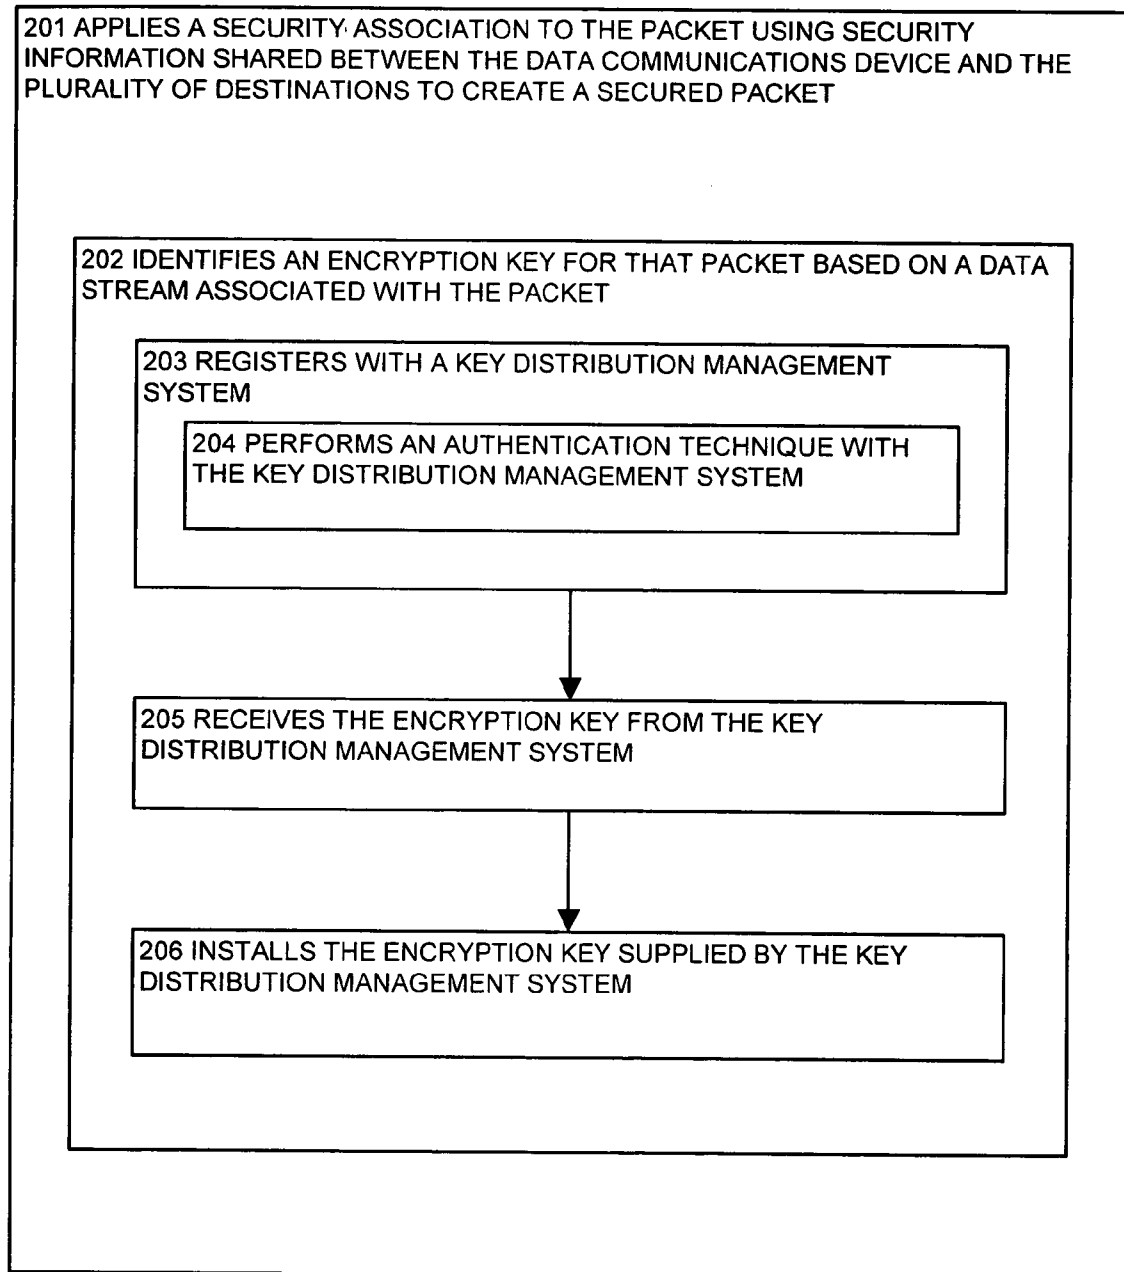 201 APPLIES A SECURITY ASSOCIATION TO THE PACKET USING SECURITY
INFORMATION SHARED BETWEEN THE DATA COMMUNICATIONS DEVICE AND THE
PLURALITY OF DESTINATIONS TO CREATE A SECURED PACKET
202 IDENTIFIES AN ENCRYPTION KEY FOR THAT PACKET BASED ON A DATA
STREAM ASSOCIATED WITH THE PACKET
203 REGISTERS WITH A KEY DISTRIBUTION MANAGEMENT
SYSTEM
204 PERFORMS AN AUTHENTICATION TECHNIQUE WITH
THE KEY DISTRIBUTION MANAGEMENT SYSTEM
205 RECEIVES THE ENCRYPTION KEY FROM THE KEY
DISTRIBUTION MANAGEMENT SYSTEM
206 INSTALLS THE ENCRYPTION KEY SUPPLIED BY THE KEY
DISTRIBUTION MANAGEMENT SYSTEM